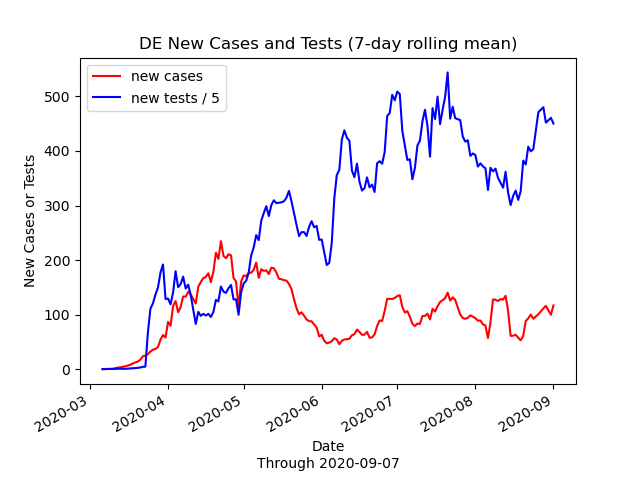 DE New Cases and Tests (7-day rolling mean)
new cases
new tests / 5
New Cases or Tests
500
400
300
200
100
0
2020-03
2020-04
2020-05
2020-06
2020-07
2020-08
2020-09
Date
Through 2020-09-07